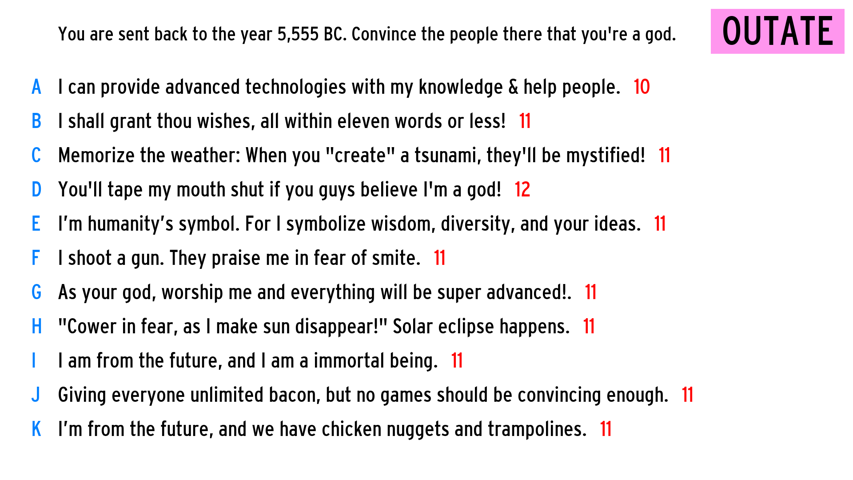 You are sent back to the year 5,555 BC. Convince the people there that you're a god.
OUTATE
A I can provide advanced technologies with my knowledge & help people. 10
B I shall grant thou wishes, all within eleven words or less! 11
C Memorize the weather: When you "create" a tsunami, they'll be mystified! 11
D You'll tape my mouth shut if you guys believe I'm a god! 12
E I’m humanity’s symbol. For I symbolize wisdom, diversity, and your ideas. 11
F I shoot a gun. They praise me in fear of smite. 11
G As your god, worship me and everything will be super advanced!. 11
H "Cower in fear, as I make sun disappear!" Solar eclipse happens. 11
I I am from the future, and I am a immortal being. 11
J Giving everyone unlimited bacon, but no games should be convincing enough. 11
K I’m from the future, and we have chicken nuggets and trampolines. 11